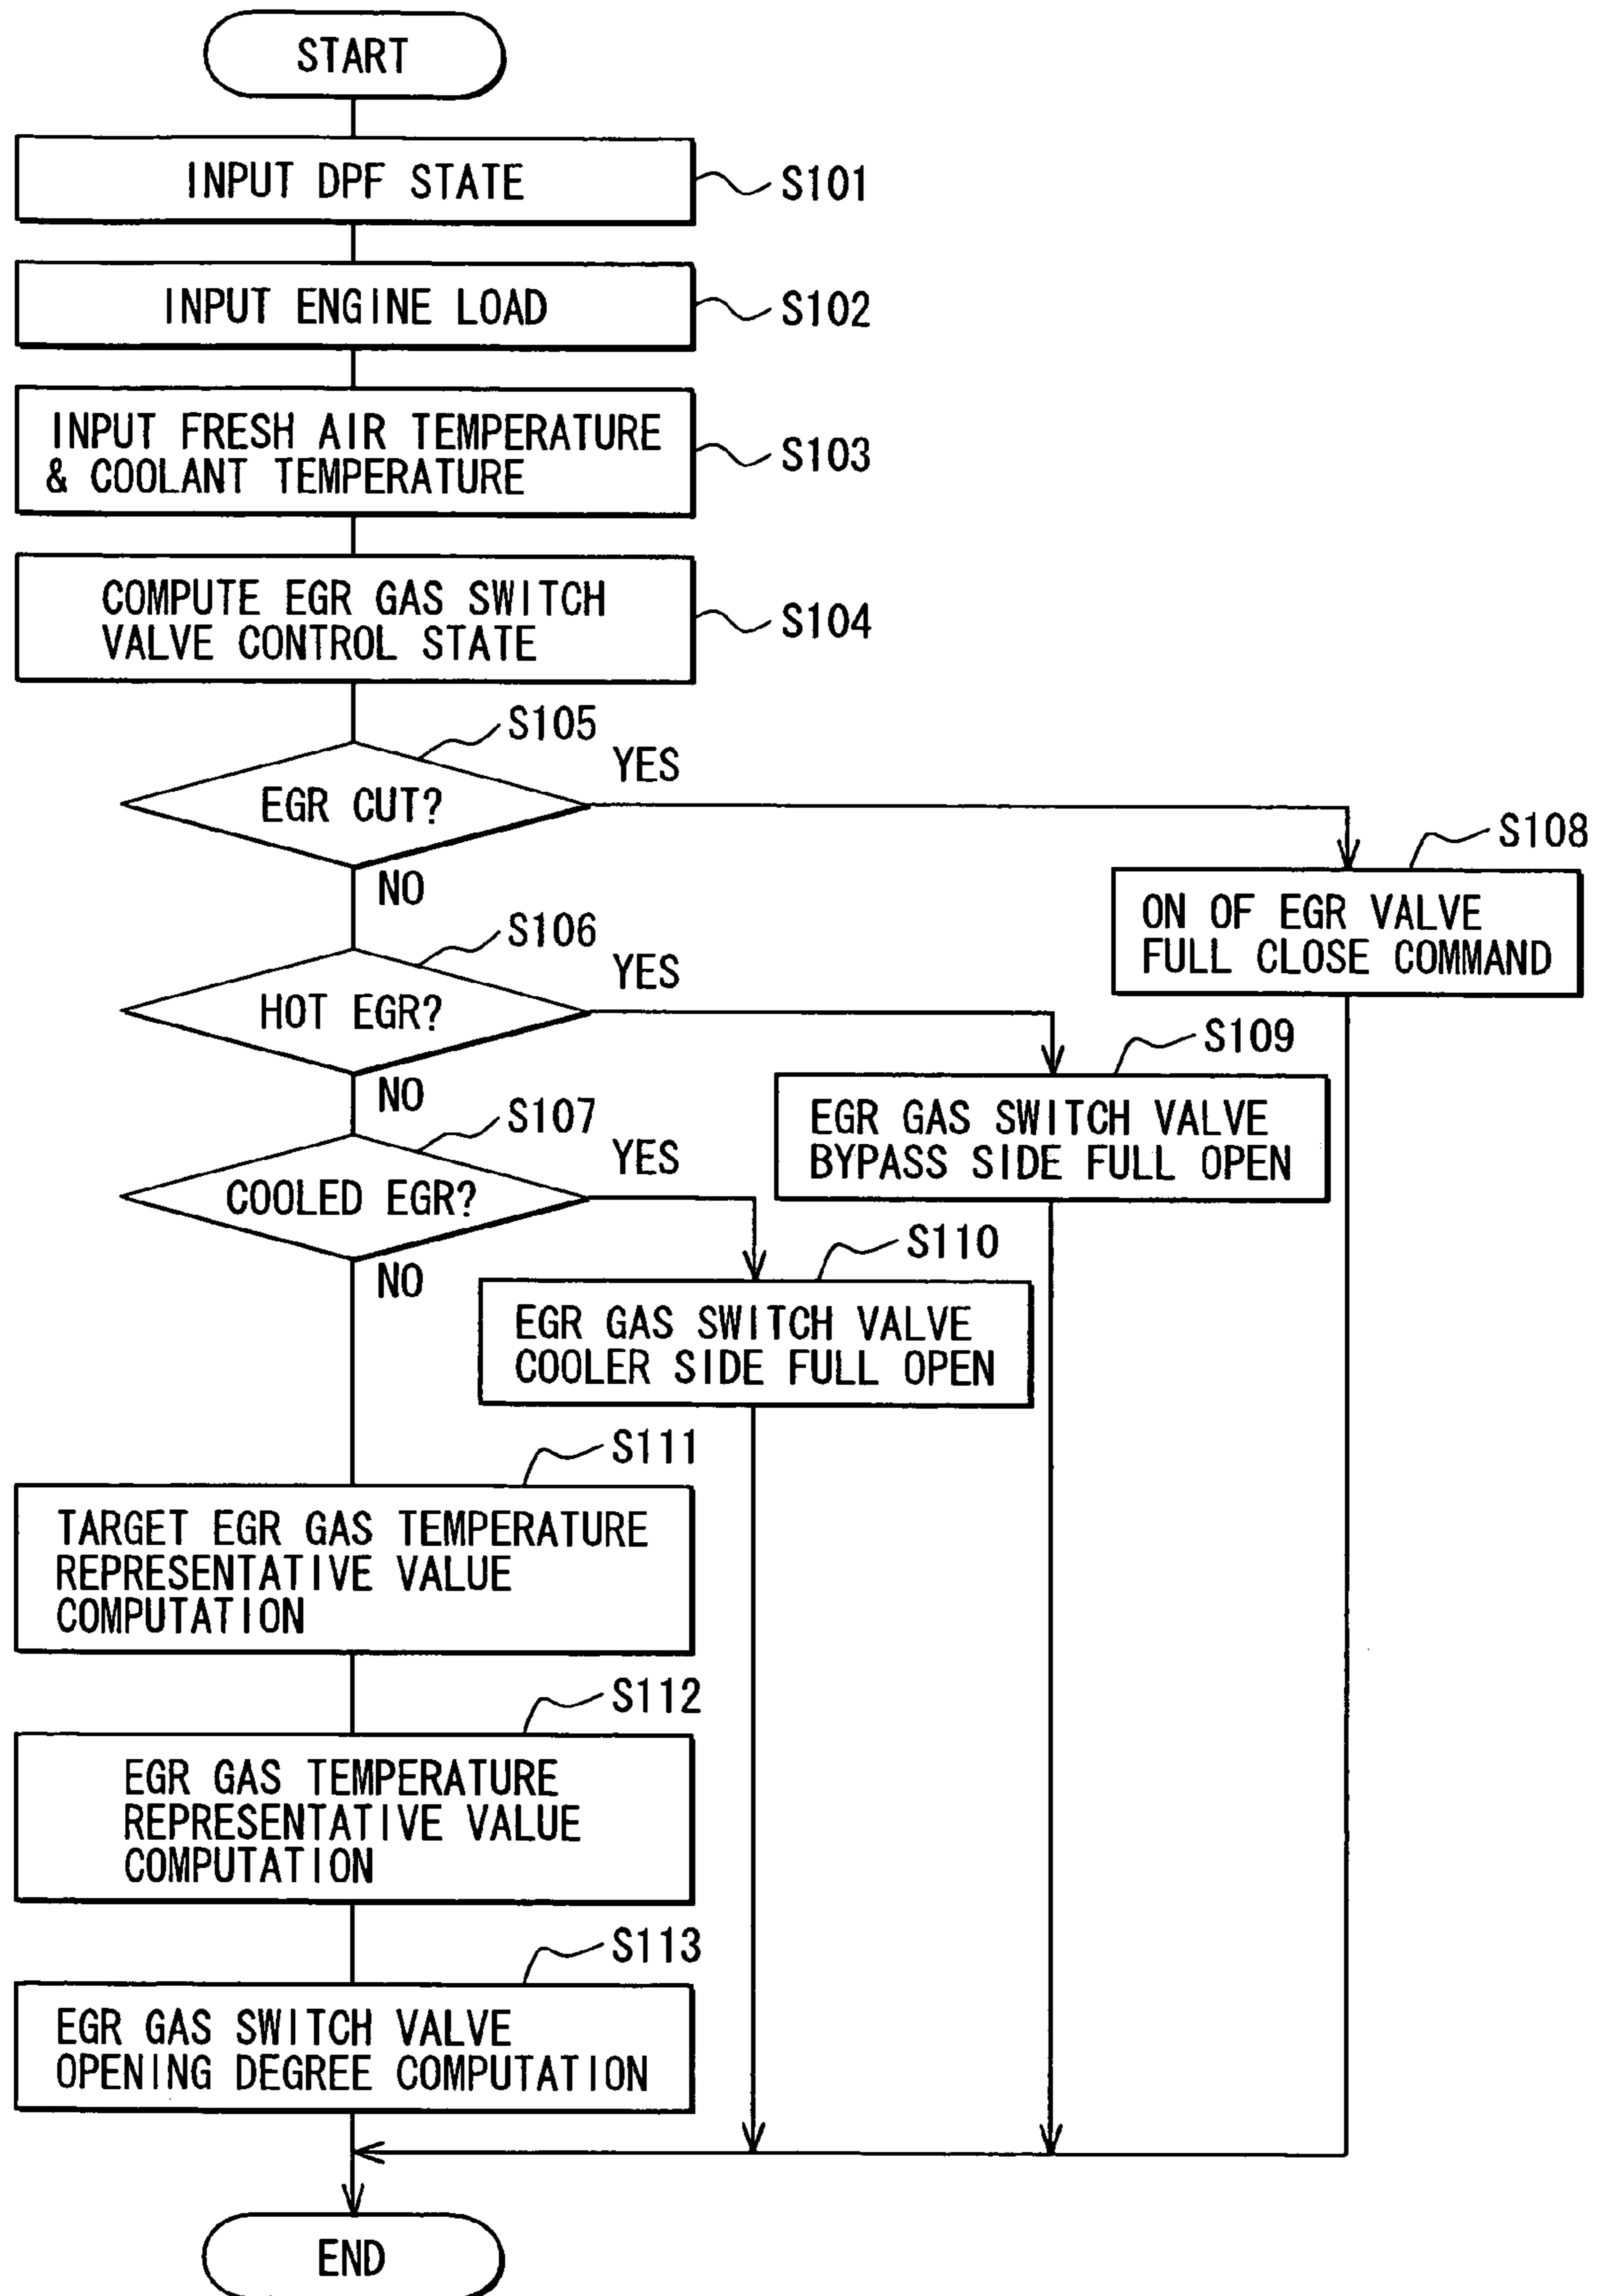 START
INPUT DPF STATE
S101
INPUT ENGINE LOAD
S102
INPUT FRESH AIR TEMPERATURE
& COOLANT TEMPERATURE
S103
COMPUTE EGR GAS SWITCH
VALVE CONTROL STATE
S104
S105
EGR CUT?
YES
NO
S108
ON OF EGR VALVE
FULL CLOSE COMMAND
S106
HOT EGR?
YES
NO
S109
EGR GAS SWITCH VALVE
BYPASS SIDE FULL OPEN
S107
COOLED EGR?
YES
NO
S110
EGR GAS SWITCH VALVE
COOLER SIDE FULL OPEN
S111
TARGET EGR GAS TEMPERATURE
REPRESENTATIVE VALUE
COMPUTATION
S112
EGR GAS TEMPERATURE
REPRESENTATIVE VALUE
COMPUTATION
S113
EGR GAS SWITCH VALVE
OPENING DEGREE COMPUTATION
END